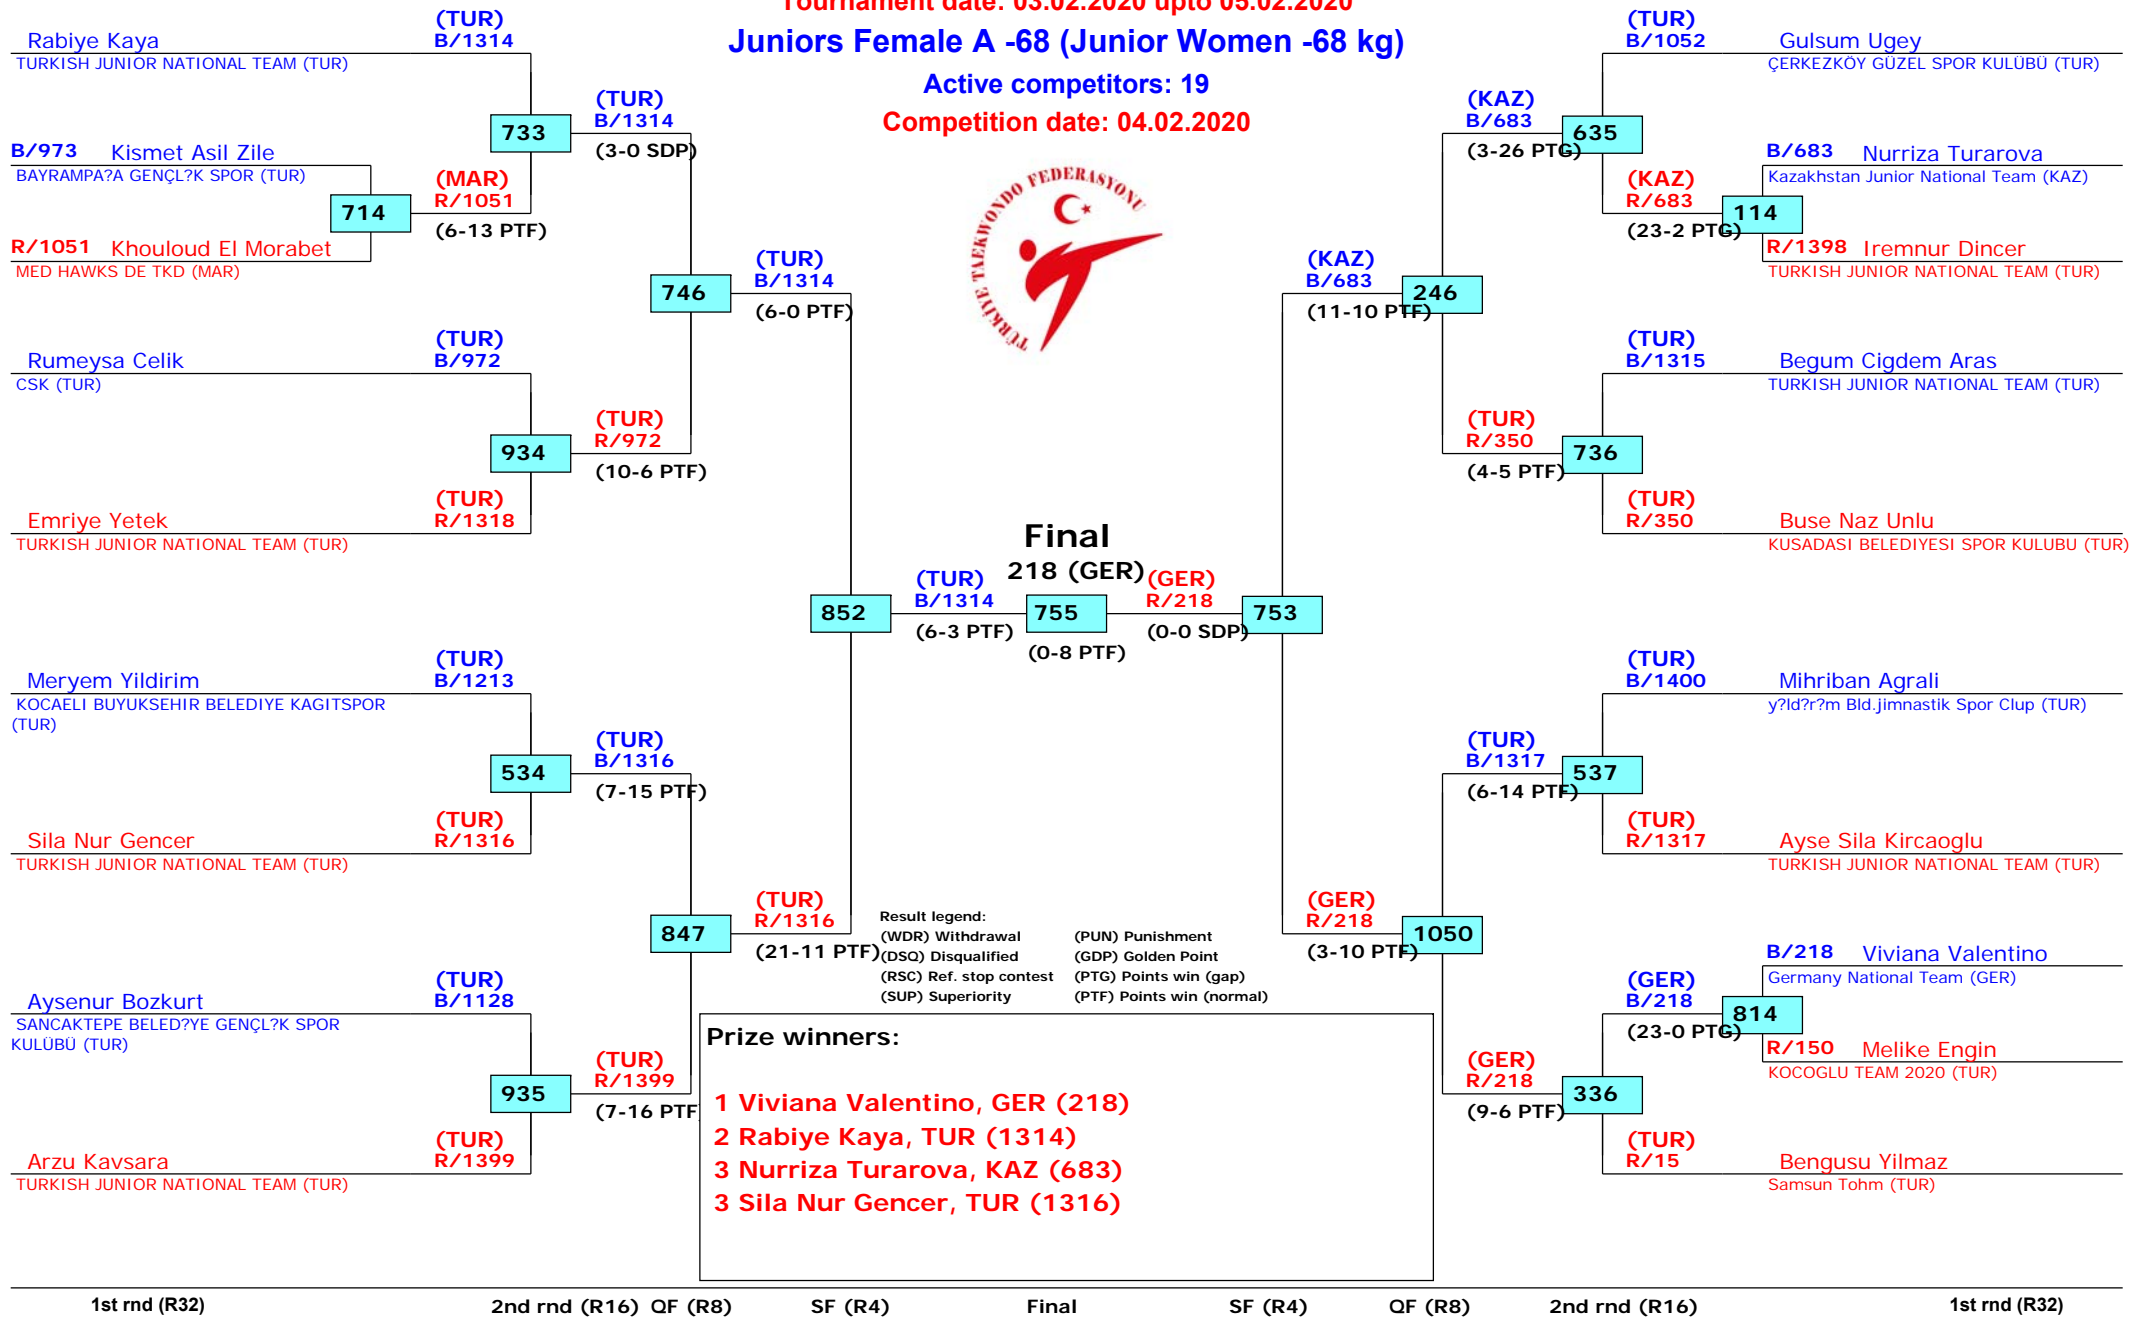 Tournament date: 03.02.2020 upto 05.02.2020
Juniors Female A -68 (Junior Women -68 kg)
Active competitors: 19
Competition date: 04.02.2020
TÜRKİYE TAEKWONDO FEDERASYONU
Rabiye Kaya
TURKISH JUNIOR NATIONAL TEAM (TUR)
(TUR)
B/1314
B/973 Kismet Asil Zile
BAYRAMPA?A GENÇL?K SPOR (TUR)
714
R/1051 Khouloud El Morabet
MED HAWKS DE TKD (MAR)
(MAR)
R/1051
(6-13 PTF)
733
(TUR)
B/1314
(3-0 SDP)
Rumeysa Celik
CSK (TUR)
(TUR)
B/972
934
Emriye Yetek
TURKISH JUNIOR NATIONAL TEAM (TUR)
(TUR)
R/1318
(TUR)
R/972
(10-6 PTF)
746
(TUR)
B/1314
(6-0 PTF)
Meryem Yildirim
KOCAELI BUYUKSEHIR BELEDIYE KAGITSPOR
(TUR)
(TUR)
B/1213
534
Sila Nur Gencer
TURKISH JUNIOR NATIONAL TEAM (TUR)
(TUR)
R/1316
(TUR)
B/1316
(7-15 PTF)
Aysenur Bozkurt
SANCAKTEPE BELED?YE GENÇL?K SPOR
KULÜBÜ (TUR)
(TUR)
B/1128
935
Arzu Kavsara
TURKISH JUNIOR NATIONAL TEAM (TUR)
(TUR)
R/1399
(TUR)
R/1399
(7-16 PTF
847
(TUR)
R/1316
(21-11 PTF)
852
(TUR)
B/1314
(6-3 PTF)
Final
218 (GER)
755
(0-8 PTF)
(GER)
R/218
(0-0 SDP)
753
(KAZ)
B/683
(11-10 PTF)
246
(KAZ)
B/683
(3-26 PTG)
635
(TUR)
B/1052
Gulsum Ugey
ÇERKEZKÖY GÜZEL SPOR KULÜBÜ (TUR)
(KAZ)
R/683
(23-2 PTG)
114
B/683 Nurriza Turarova
Kazakhstan Junior National Team (KAZ)
R/1398 Iremnur Dincer
TURKISH JUNIOR NATIONAL TEAM (TUR)
(TUR)
R/350
(4-5 PTF)
736
(TUR)
B/1315
Begum Cigdem Aras
TURKISH JUNIOR NATIONAL TEAM (TUR)
(TUR)
R/350
Buse Naz Unlu
KUSADASI BELEDIYESI SPOR KULUBU (TUR)
(GER)
R/218
(3-10 PTF)
1050
(TUR)
B/1317
(6-14 PTF)
537
(TUR)
B/1400
Mihriban Agrali
y?ld?r?m Bld.jimnastik Spor Clup (TUR)
(TUR)
R/1317
Ayse Sila Kircaoglu
TURKISH JUNIOR NATIONAL TEAM (TUR)
(GER)
R/218
(9-6 PTF)
336
(GER)
B/218
(23-0 PTG)
814
B/218 Viviana Valentino
Germany National Team (GER)
R/150 Melike Engin
KOCOGLU TEAM 2020 (TUR)
(TUR)
R/15
Bengusu Yilmaz
Samsun Tohm (TUR)
Result legend:
(WDR) Withdrawal (PUN) Punishment
(DSQ) Disqualified (GDP) Golden Point
(RSC) Ref. stop contest (PTG) Points win (gap)
(SUP) Superiority (PTF) Points win (normal)
Prize winners:
1 Viviana Valentino, GER (218)
2 Rabiye Kaya, TUR (1314)
3 Nurriza Turarova, KAZ (683)
3 Sila Nur Gencer, TUR (1316)
1st rnd (R32) 2nd rnd (R16) QF (R8) SF (R4) Final SF (R4) QF (R8) 2nd rnd (R16) 1st rnd (R32)